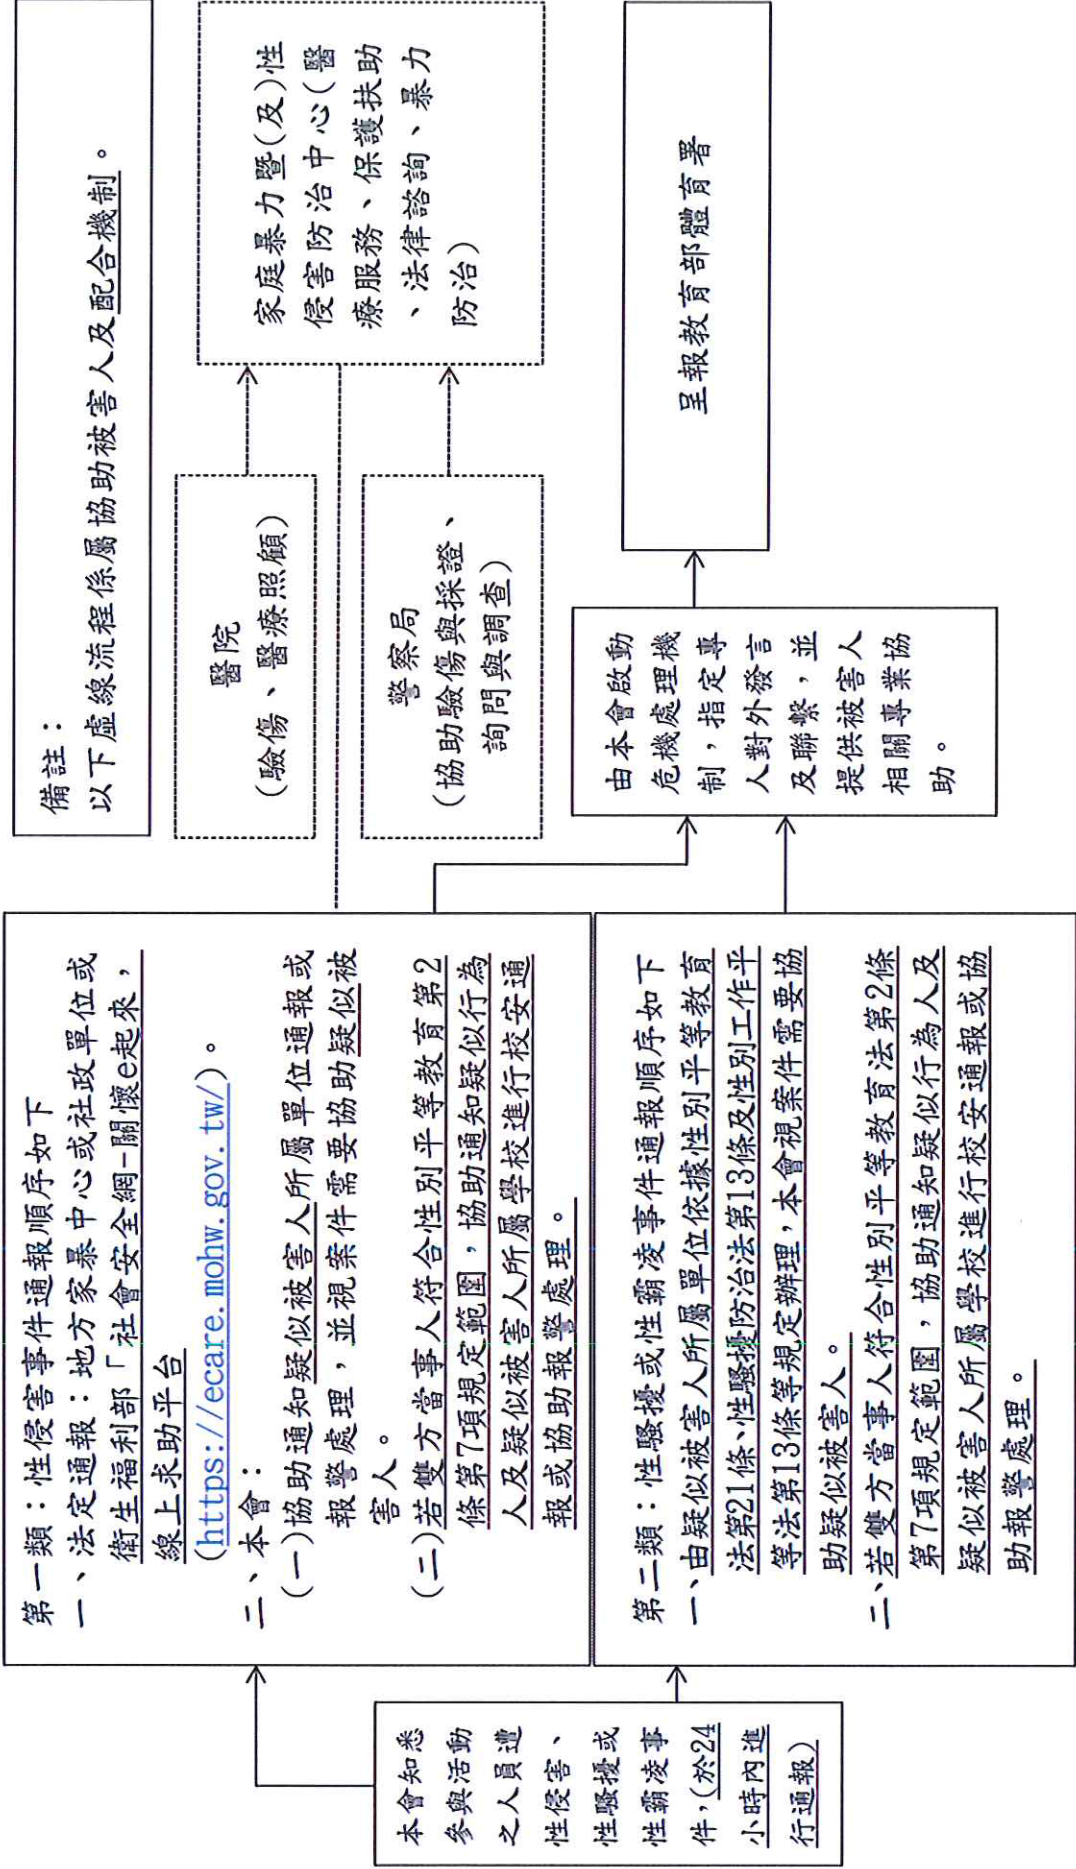 備註：
以下虛線流程係屬協助被害人及配合機制。
本會知悉
參與活動
之人員遭
性侵害、
性騷擾或
性霸凌事
件,(於24
小時內進
行通報)
第一類：性侵害事件通報順序如下
一、法定通報：地方家暴中心或社政單位或
衛生福利部「社會安全網-關懷e起來，
線上求助平台
(https://ecare.mohw.gov.tw/)。
二、本會：
(一)協助通知疑似被害人所屬單位通報或
報警處理，並視案件需要協助疑似被
害人。
(二)若雙方當事人符合性別平等教育第2
條第7項規定範圍，協助通知疑似行為
人及疑似被害人所屬學校進行校安通
報或協助報警處理。
第二類：性騷擾或性霸凌事件通報順序如下
一、由疑似被害人所屬單位依據性別平等教育
法第21條、性騷擾防治法第13條及性別工作平
等法第13條等規定辦理，本會視案件需要協
助疑似被害人。
二、若雙方當事人符合性別平等教育法第2條
第7項規定範圍，協助通知疑似行為人及
疑似被害人所屬學校進行校安通報或協
助報警處理。
醫院
(驗傷、醫療照顧)
警察局
(協助驗傷與採證、
詢問與調查)
家庭暴力暨(及)性
侵害防治中心(醫
療服務、保護扶助
、法律諮詢、暴力
防治)
由本會啟動
危機處理機
制，指定專
人對外發言
及聯繫，並
提供被害人
相關專業協
助。
呈報教育部體育署